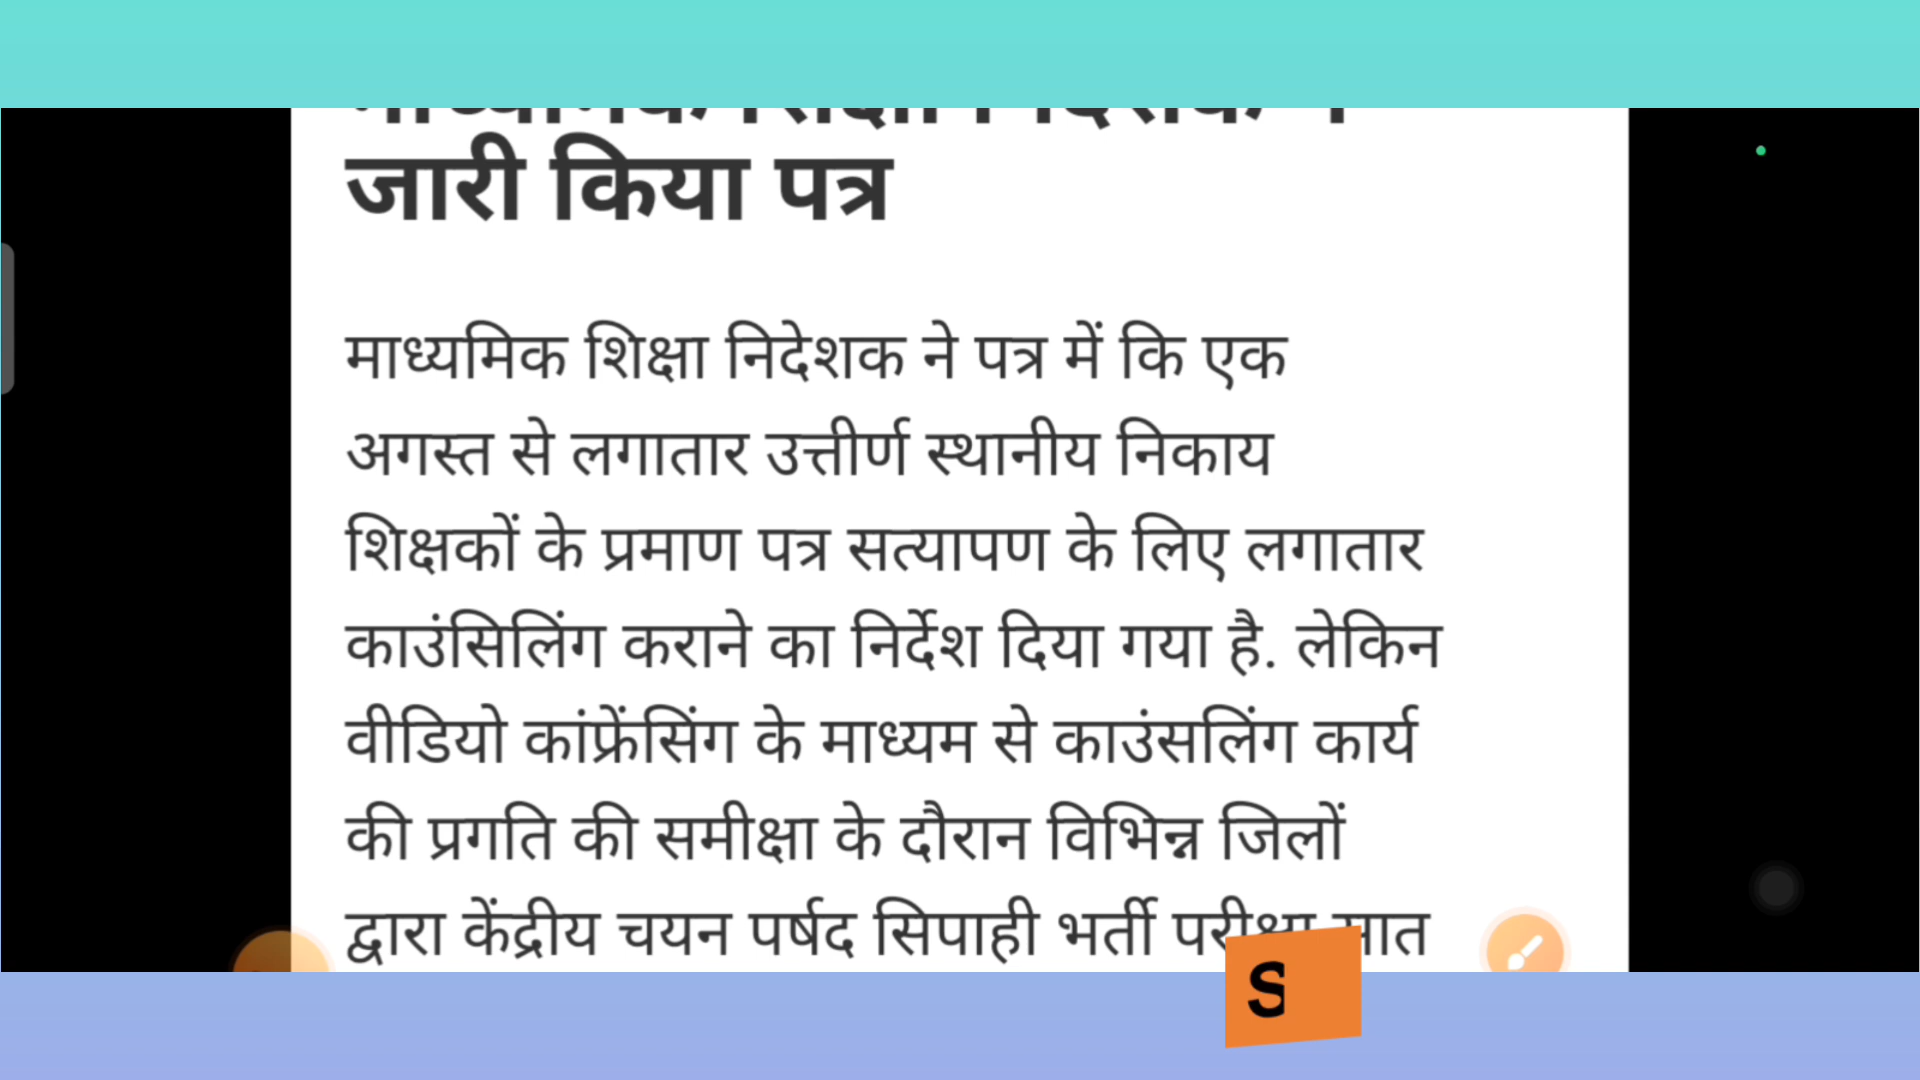 जारी किया पत्र
माध्यमिक शिक्षा निदेशक ने पत्र में कि एक
अगस्त से लगातार उत्तीर्ण स्थानीय निकाय
शिक्षकों के प्रमाण पत्र सत्यापण के लिए लगातार
काउंसिलिंग कराने का निर्देश दिया गया है. लेकिन
वीडियो कांफ्रेंसिंग के माध्यम से काउंसलिंग कार्य
की प्रगति की समीक्षा के दौरान विभिन्न जिलों
द्वारा केंद्रीय चयन पर्षद सिपाही भर्ती परीक्षा सात
S